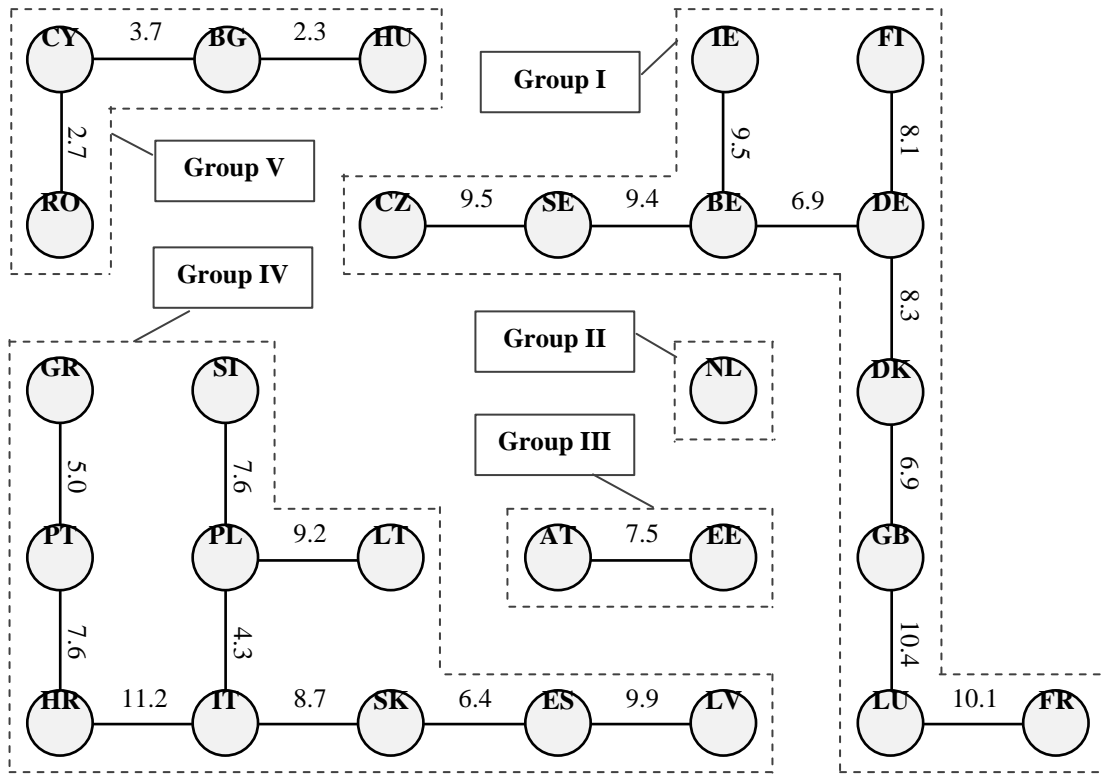 CY 3.7 BG 2.3 HU
IE FI
Group I
2.7
9.5
8.1
Group V
RO
CZ 9.5 SE 9.4 BE 6.9 DE
Group IV
8.3
Group II
GR SI NL DK
Group III
5.0
7.6
6.9
PT PL 9.2 LT AT 7.5 EE GB
7.6
4.3
10.4
HR 11.2 IT 8.7 SK 6.4 ES 9.9 LV LU 10.1 FR